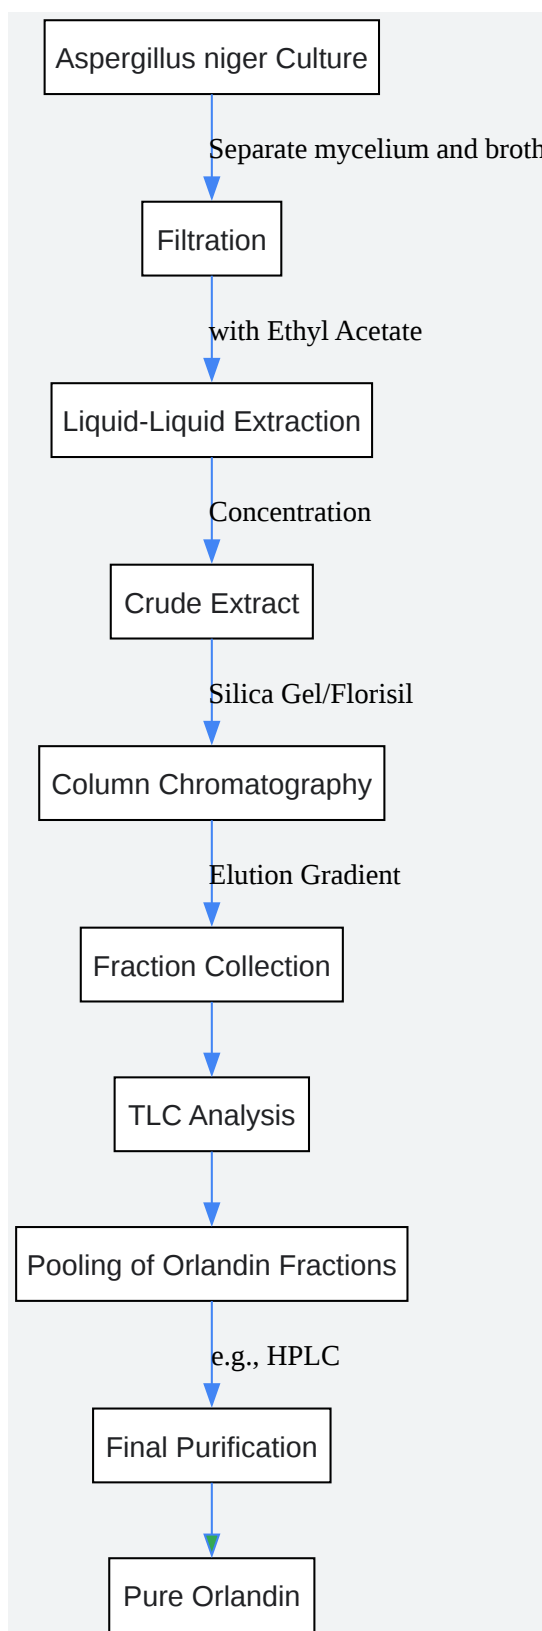 Aspergillus niger Culture
Separate mycelium and broth
Filtration
with Ethyl Acetate
Liquid-Liquid Extraction
Concentration
Crude Extract
Silica Gel/Florisil
Column Chromatography
Elution Gradient
Fraction Collection
TLC Analysis
Pooling of Orlandin Fractions
e.g., HPLC
Final Purification
Pure Orlandin